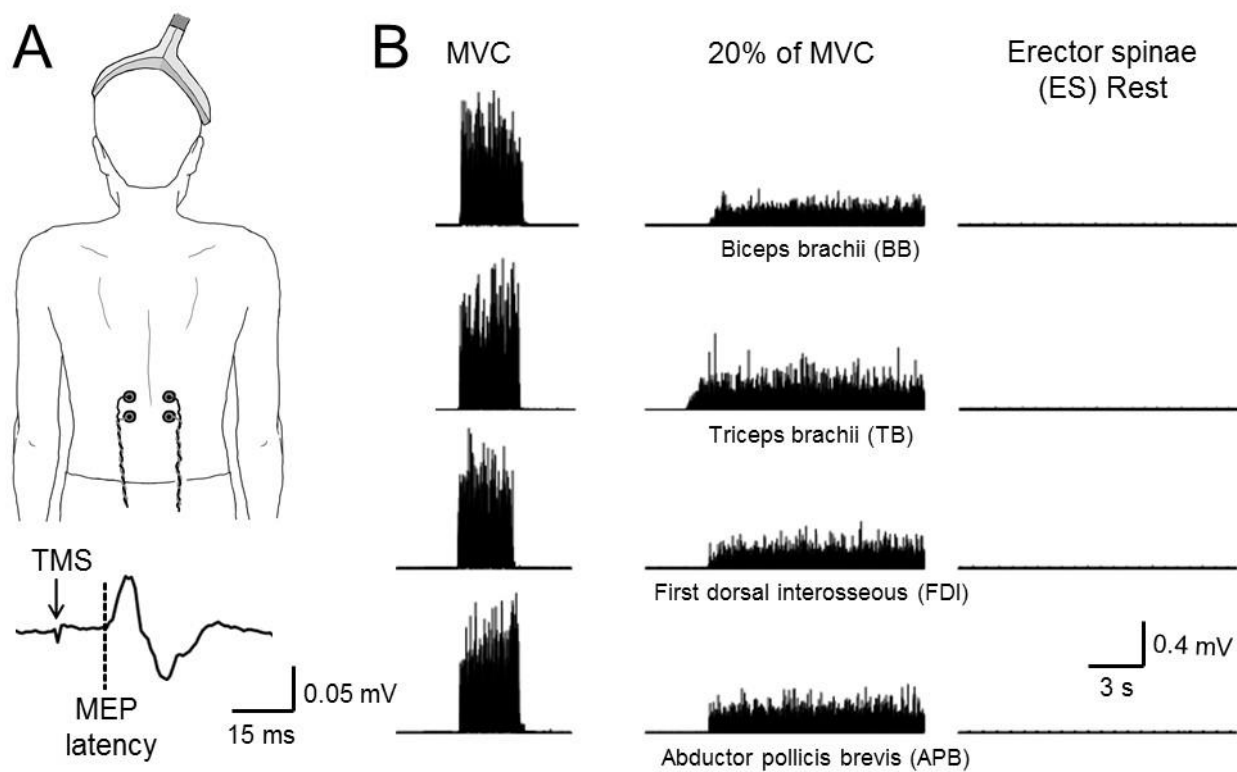 A
B
MVC
20% of MVC
Erector spinae
(ES) Rest
Biceps brachii (BB)
Triceps brachii (TB)
First dorsal interosseous (FDI)
Abductor pollicis brevis (APB)
TMS
MEP
latency
0.05 mV
15 ms
0.4 mV
3 s